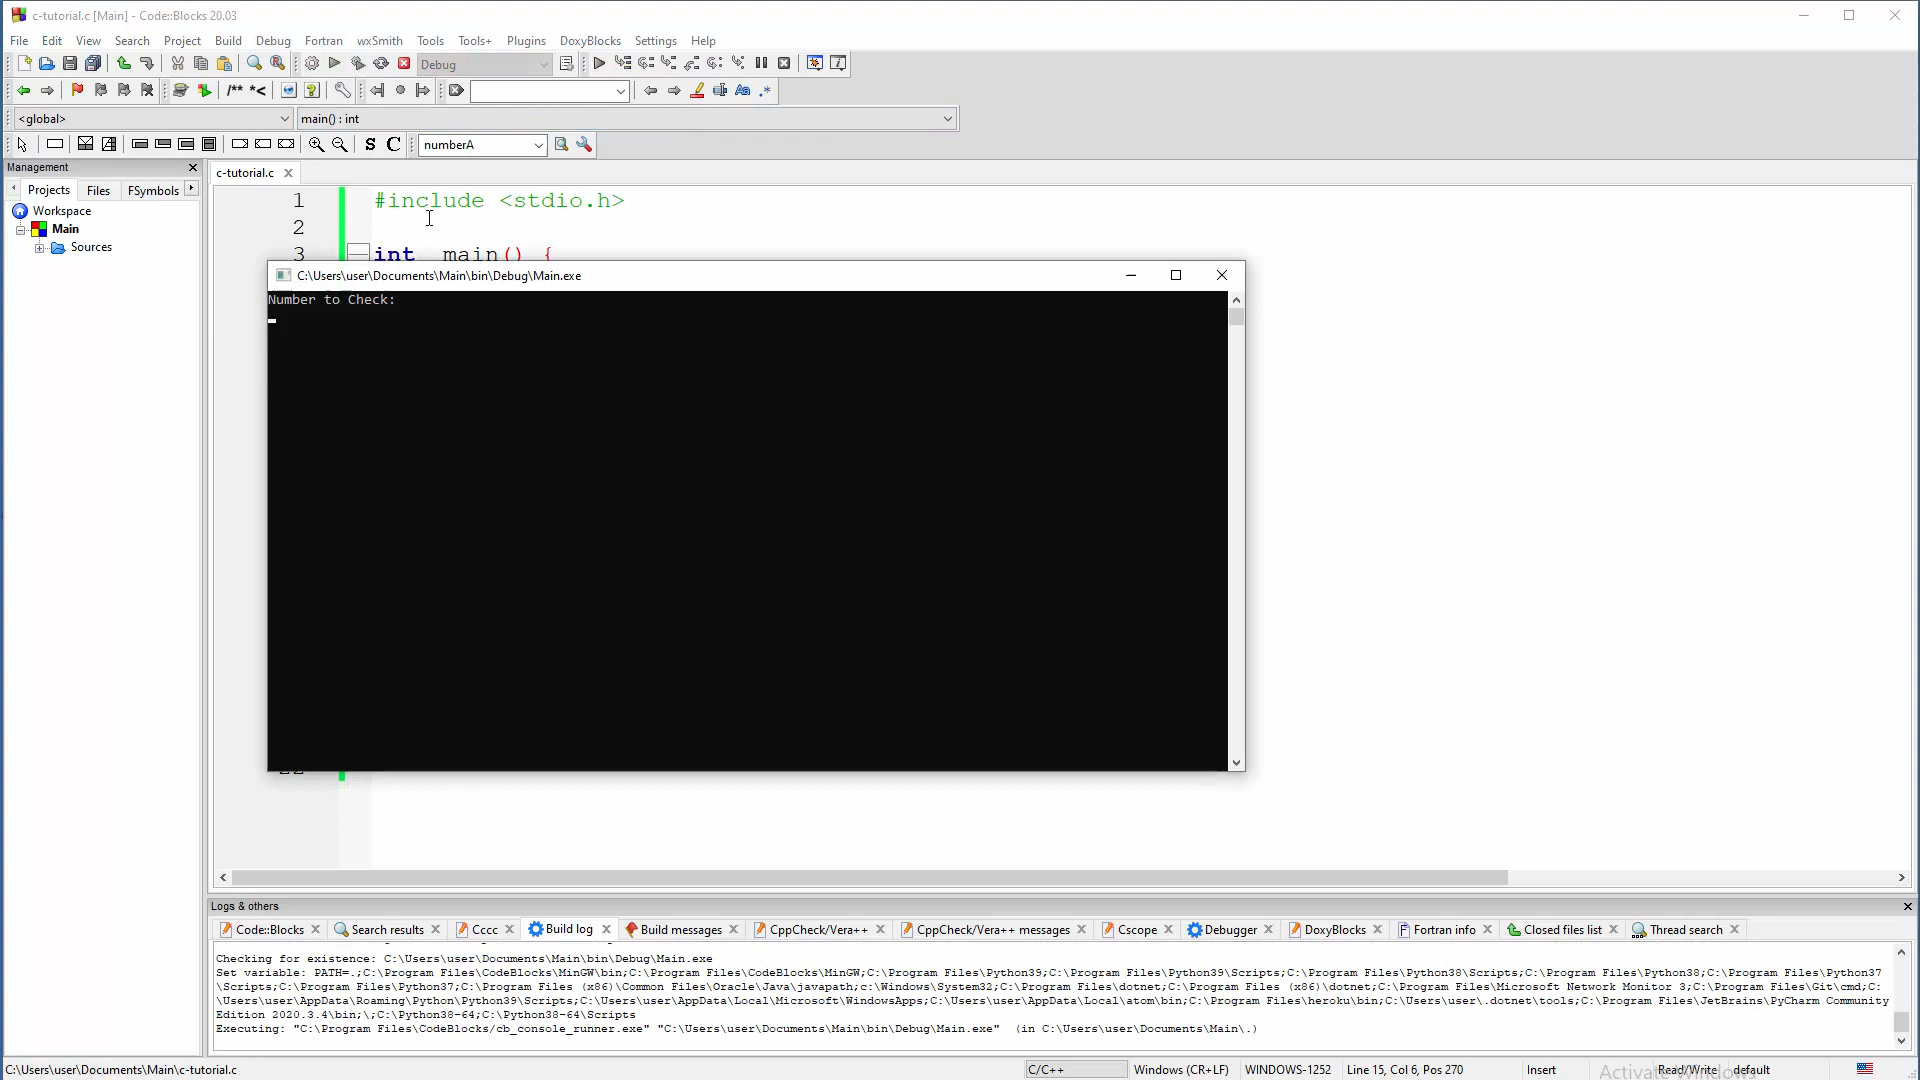 c-tutorial.c [Main] - Code::Blocks 20.03
File Edit View Search Project Build Debug Fortran wxSmith Tools Tools+ Plugins DoxyBlocks Settings Help
Debug
/** *<
<global> main() : int
S C numberA
Management
Projects Files FSymbols
Workspace
Main
Sources
c-tutorial.c
1 #include <stdio.h>
2
3 int main() {
C:\Users\user\Documents\Main\bin\Debug\Main.exe
Number to Check:
Logs & others
Code::Blocks Search results Cccc Build log Build messages CppCheck/Vera++ CppCheck/Vera++ messages Cscope Debugger DoxyBlocks Fortran info Closed files list Thread search
Checking for existence: C:\Users\user\Documents\Main\bin\Debug\Main.exe
Set variable: PATH=.;C:\Program Files\CodeBlocks\MinGW\bin;C:\Program Files\CodeBlocks\MinGW;C:\Program Files\Python39;C:\Program Files\Python39\Scripts;C:\Program Files\Python38\Scripts;C:\Program Files\Python38;C:\Program Files\Python37
\Scripts;C:\Program Files\Python37;C:\Program Files (x86)\Common Files\Oracle\Java\javapath;c:\Windows\System32;C:\Program Files\dotnet;C:\Program Files (x86)\dotnet;C:\Program Files\Microsoft Network Monitor 3;C:\Program Files\Git\cmd;C:
\Users\user\AppData\Roaming\Python\Python39\Scripts;C:\Users\user\AppData\Local\Microsoft\WindowsApps;C:\Users\user\AppData\Local\atom\bin;C:\Program Files\heroku\bin;C:\Users\user\.dotnet\tools;C:\Program Files\JetBrains\PyCharm Community
Edition 2020.3.4\bin;\;C:\Python38-64;C:\Python38-64\Scripts
Executing: "C:\Program Files\CodeBlocks/cb_console_runner.exe" "C:\Users\user\Documents\Main\bin\Debug\Main.exe" (in C:\Users\user\Documents\Main\.)
C:\Users\user\Documents\Main\c-tutorial.c C/C++ Windows (CR+LF) WINDOWS-1252 Line 15, Col 6, Pos 270 Insert Read/Write default
Activate Windows